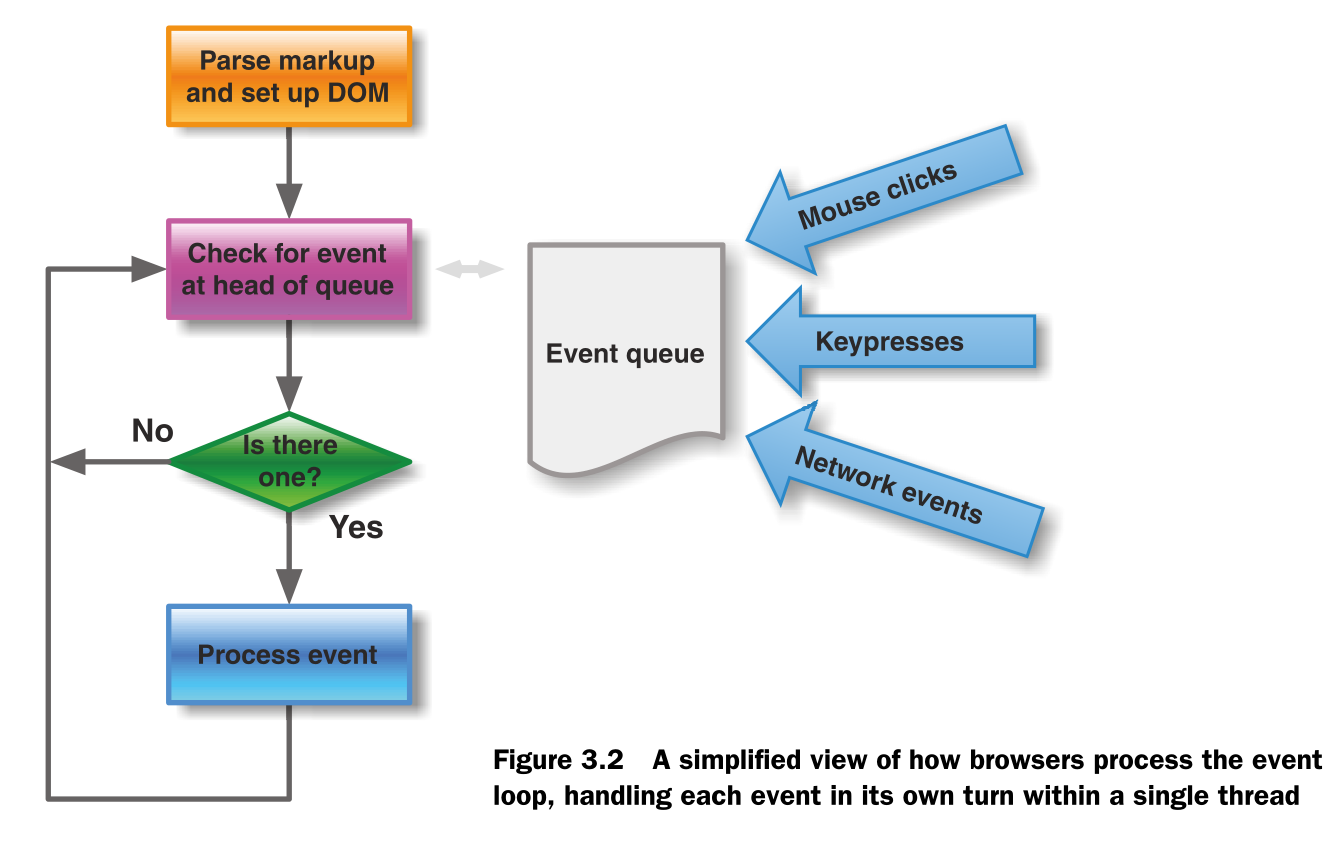 Parse markup
and set up DOM
Check for event
at head of queue
Is there
one?
No
Yes
Process event
Event queue
Mouse clicks
Keypresses
Network events
Figure 3.2 A simplified view of how browsers process the event
loop, handling each event in its own turn within a single thread